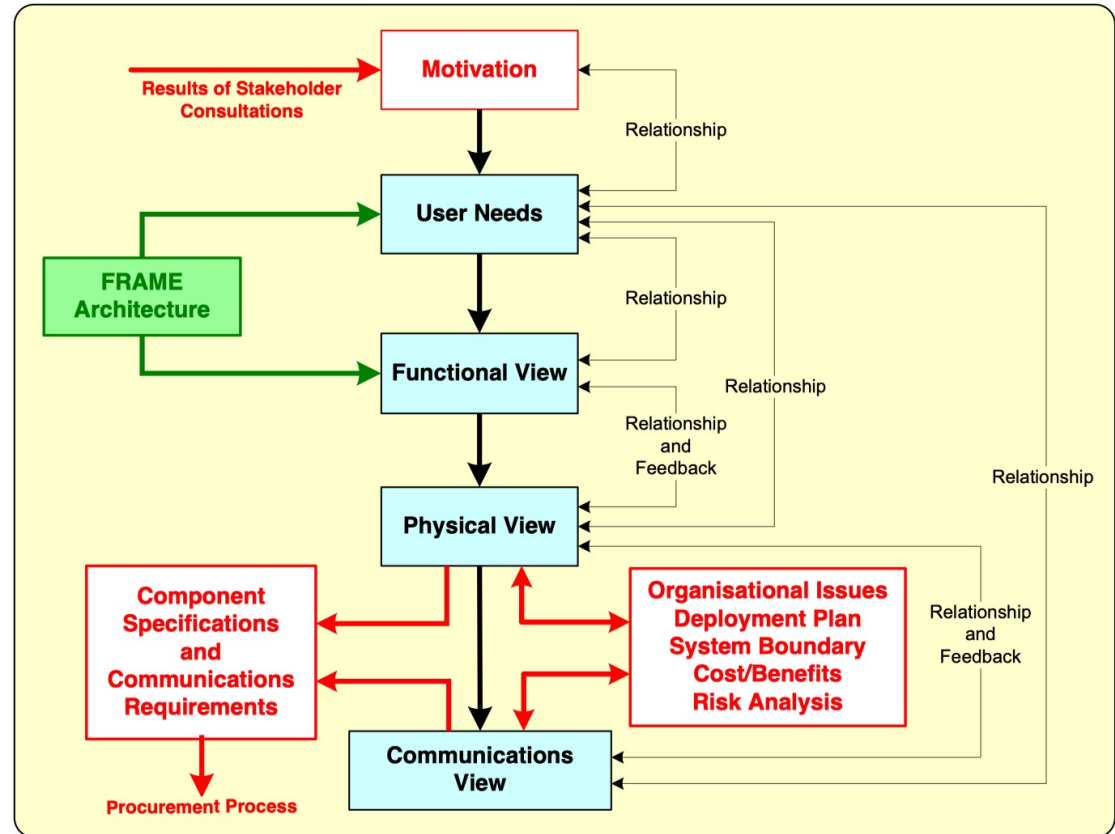 Motivation
Results of Stakeholder
Consultations
Relationship
User Needs
FRAME
Architecture
Relationship
Functional View
Relationship
Relationship
and
Feedback
Relationship
Physical View
Component
Specifications
and
Communications
Requirements
Organisational Issues
Deployment Plan
System Boundary
Cost/Benefits
Risk Analysis
Relationship
and
Feedback
Communications
View
Procurement Process